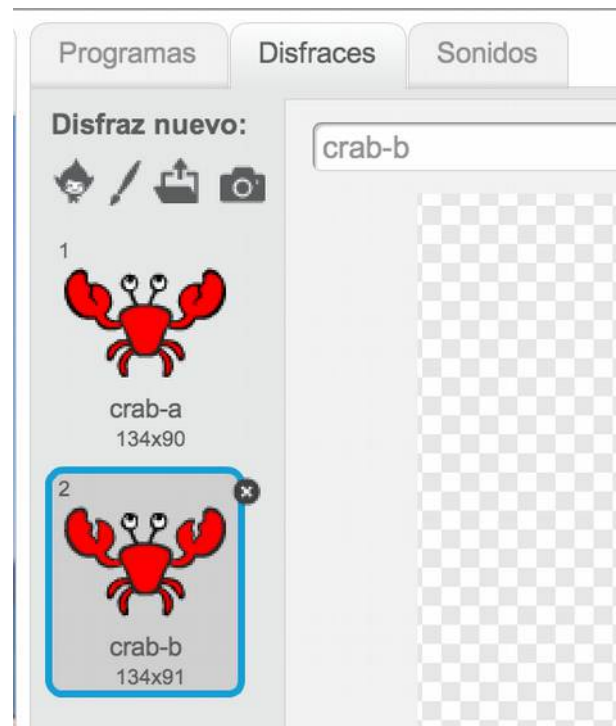 Programas Disfraces Sonidos
Disfraz nuevo:
crab-b
1
crab-a
134x90
2
crab-b
134x91